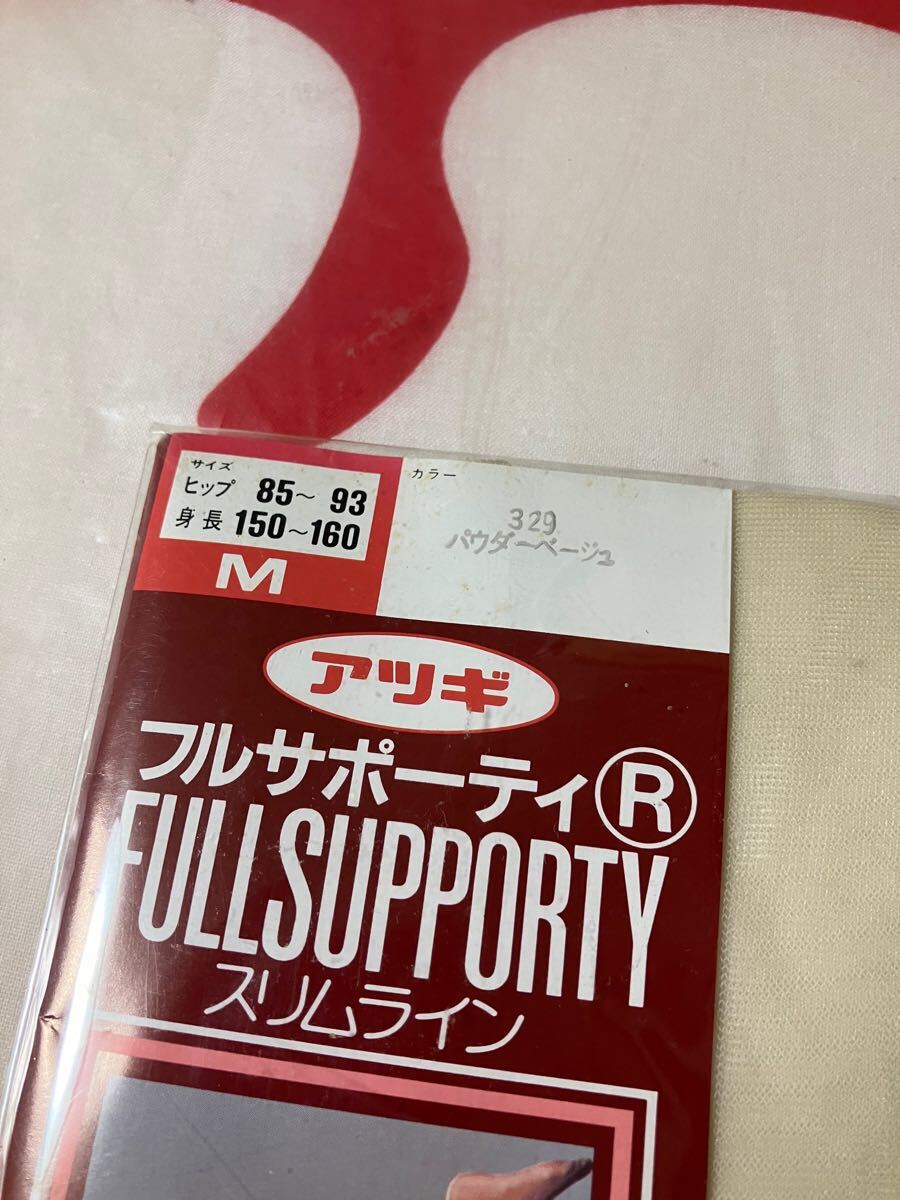 サイズ
ヒップ 85～93
身長 150～160
M
カラー
329
パウダーベージュ
アツギ
フルサポーティ®
FULLSUPPORTY
スリムライン